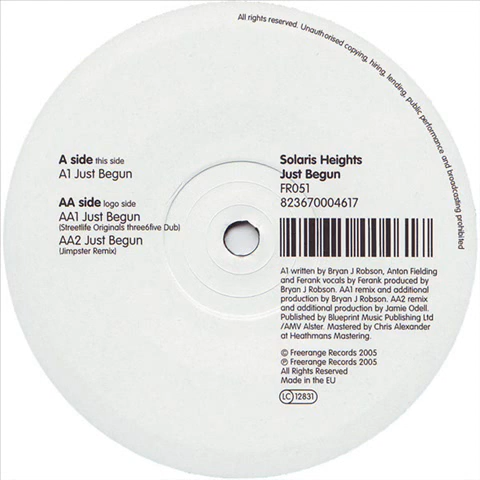 All rights reserved. Unauthorised copying, hiring, lending, public performance and broadcasting prohibited
A side this side
A1 Just Begun
AA side logo side
AA1 Just Begun
(Streetlife Originals three6five Dub)
AA2 Just Begun
(Jimpster Remix)
Solaris Heights
Just Begun
FR051
823670004617
A1 written by Bryan J Robson, Anton Fielding
and Ferank vocals by Ferank produced by
Bryan J Robson. AA1 remix and additional
production by Bryan J Robson. AA2 remix
and additional production by Jamie Odell.
Published by Blueprint Music Publishing Ltd
/AMV Alster. Mastered by Chris Alexander
at Heathmans Mastering.
© Freerange Records 2005
℗ Freerange Records 2005
All Rights Reserved
Made in the EU
LC 12831